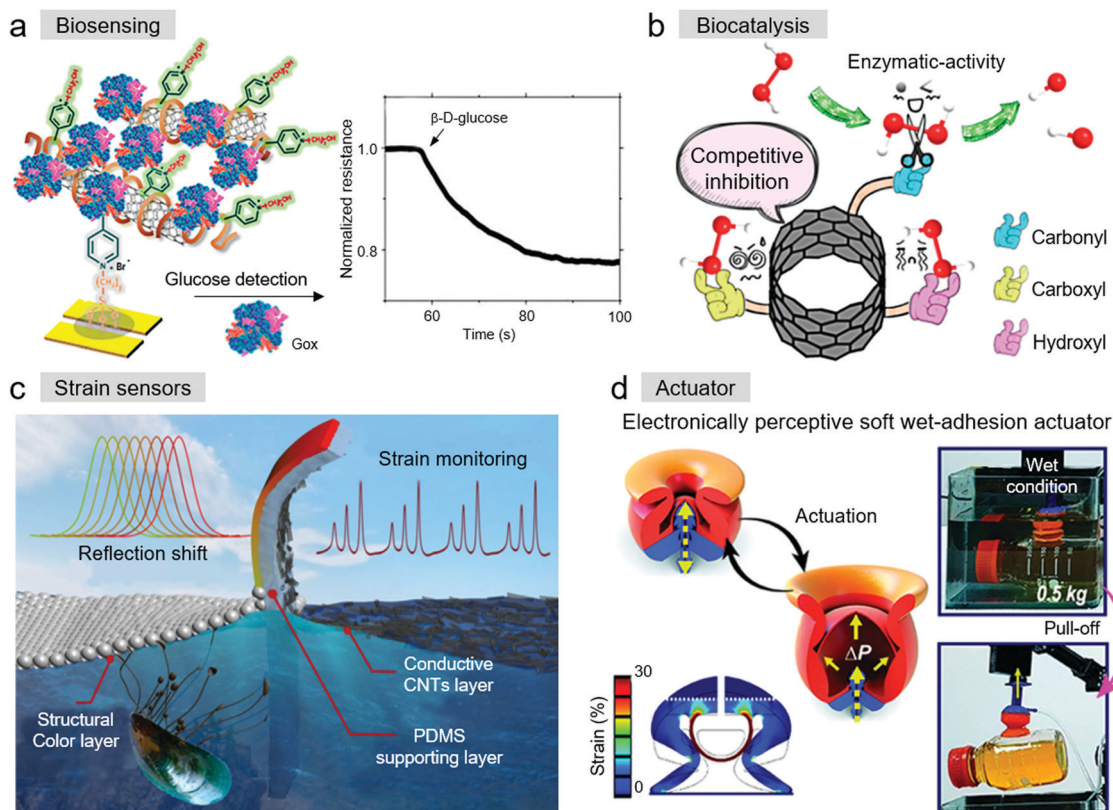 a Biosensing
β-D-glucose
1.0
0.8
Normalized resistance
60
80
100
Time (s)
N
Br
Glucose detection
Gox
b Biocatalysis
Enzymatic-activity
Competitive
inhibition
Carbonyl
Carboxyl
Hydroxyl
c Strain sensors
Strain monitoring
Reflection shift
Conductive
CNTs layer
Structural
Color layer
PDMS
supporting layer
d Actuator
Electronically perceptive soft wet-adhesion actuator
Wet
condition
Actuation
0.5 kg
Pull-off
ΔP
30
Strain (%)
0